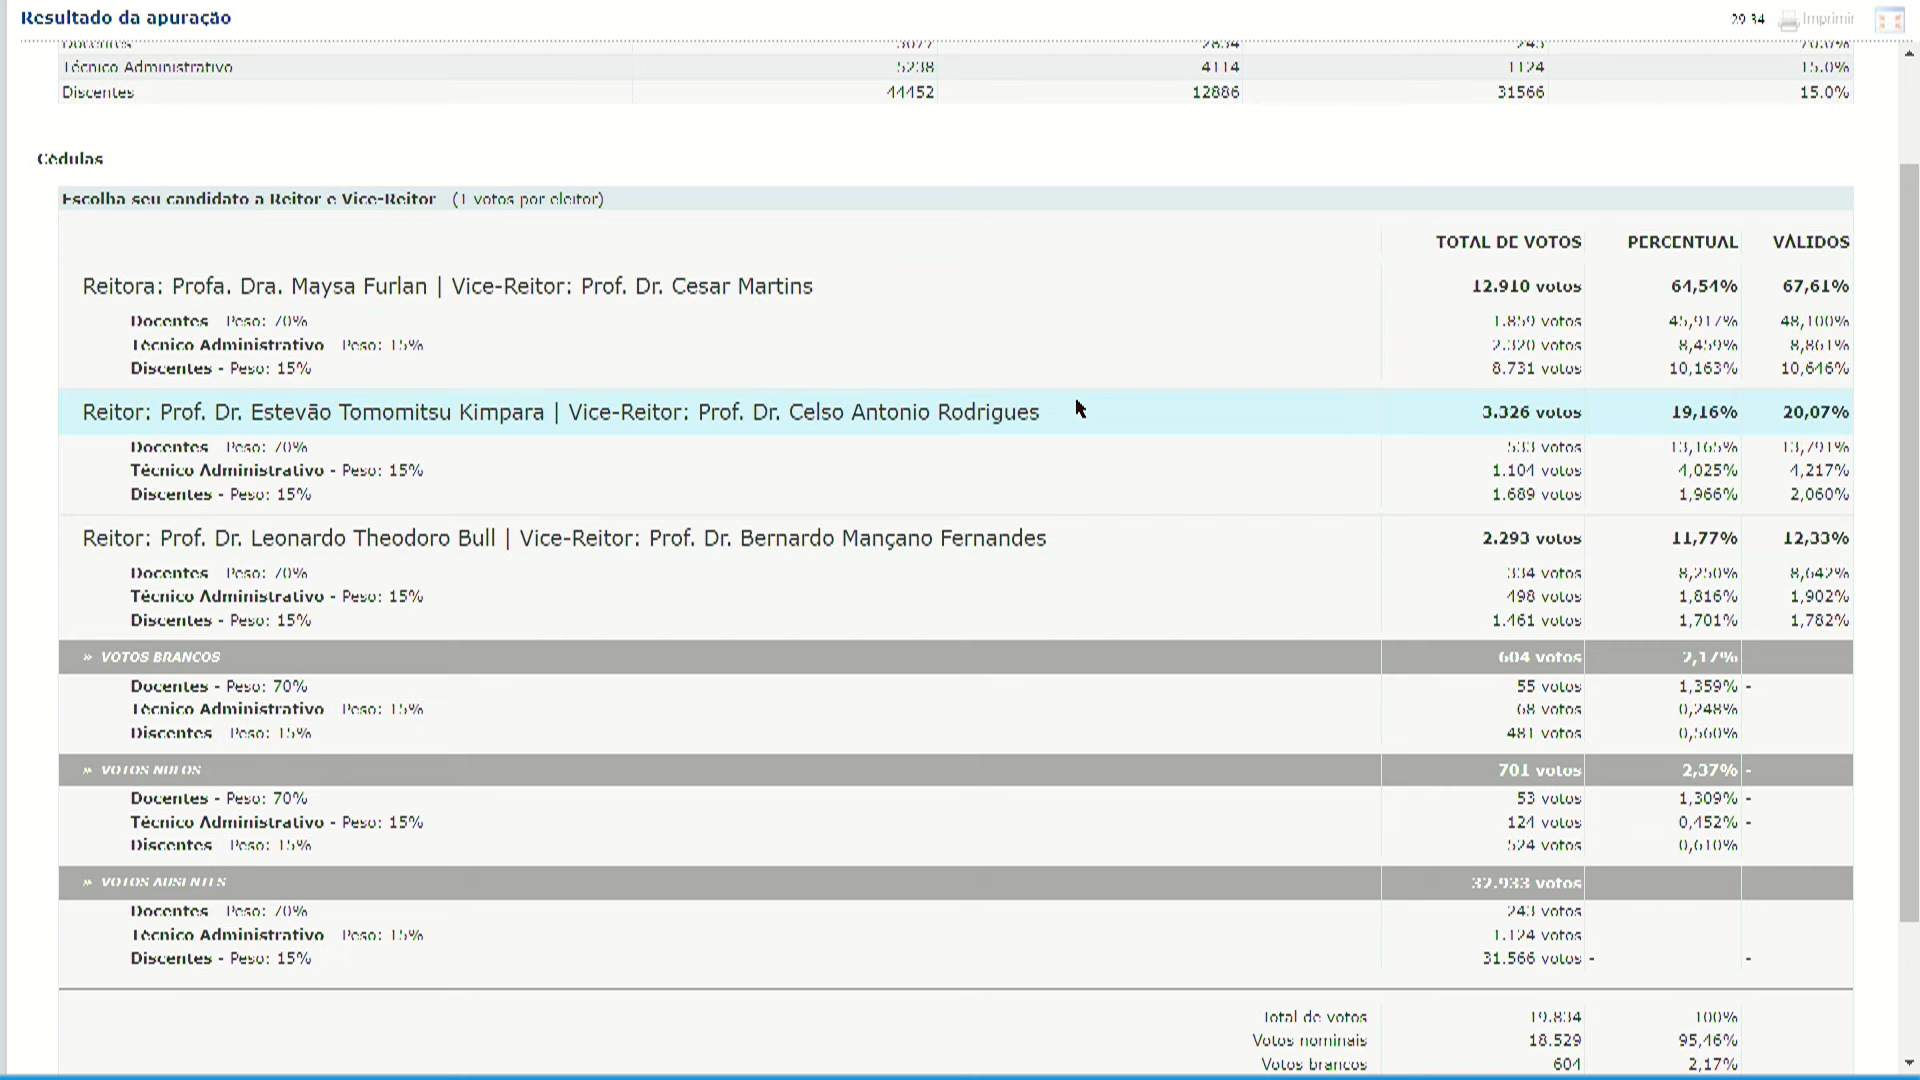 Resultado da apuração
29:34 Imprimir
Docentes 3077 2834 243 70.0%
Técnico Administrativo 5238 4114 1124 15.0%
Discentes 44452 12886 31566 15.0%
Cédulas
Escolha seu candidato a Reitor e Vice-Reitor (1 votos por eleitor)
TOTAL DE VOTOS PERCENTUAL VÁLIDOS
Reitora: Profa. Dra. Maysa Furlan | Vice-Reitor: Prof. Dr. Cesar Martins 12.910 votos 64,54% 67,61%
Docentes - Peso: 70% 1.859 votos 45,917% 48,100%
Técnico Administrativo - Peso: 15% 2.320 votos 8,459% 8,861%
Discentes - Peso: 15% 8.731 votos 10,163% 10,646%
Reitor: Prof. Dr. Estevão Tomomitsu Kimpara | Vice-Reitor: Prof. Dr. Celso Antonio Rodrigues 3.326 votos 19,16% 20,07%
Docentes - Peso: 70% 533 votos 13,165% 13,791%
Técnico Administrativo - Peso: 15% 1.104 votos 4,025% 4,217%
Discentes - Peso: 15% 1.689 votos 1,966% 2,060%
Reitor: Prof. Dr. Leonardo Theodoro Bull | Vice-Reitor: Prof. Dr. Bernardo Mançano Fernandes 2.293 votos 11,77% 12,33%
Docentes - Peso: 70% 334 votos 8,250% 8,642%
Técnico Administrativo - Peso: 15% 498 votos 1,816% 1,902%
Discentes - Peso: 15% 1.461 votos 1,701% 1,782%
» VOTOS BRANCOS 604 votos 2,17%
Docentes - Peso: 70% 55 votos 1,359% -
Técnico Administrativo - Peso: 15% 68 votos 0,248%
Discentes - Peso: 15% 481 votos 0,560%
» VOTOS NULOS 701 votos 2,37% -
Docentes - Peso: 70% 53 votos 1,309% -
Técnico Administrativo - Peso: 15% 124 votos 0,452% -
Discentes - Peso: 15% 524 votos 0,610%
» VOTOS AUSENTES 32.933 votos
Docentes - Peso: 70% 243 votos
Técnico Administrativo - Peso: 15% 1.124 votos
Discentes - Peso: 15% 31.566 votos - -
Total de votos 19.834 100%
Votos nominais 18.529 95,46%
Votos brancos 604 2,17%